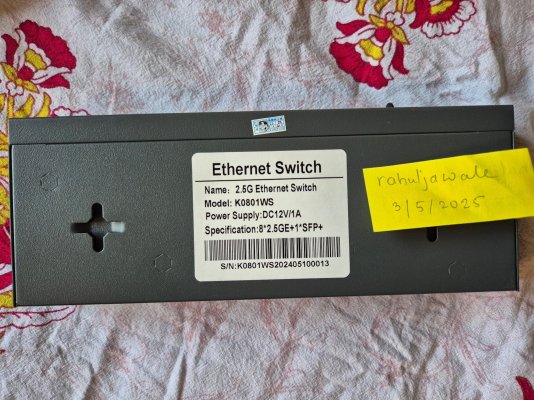 Ethernet Switch
Name: 2.5G Ethernet Switch
Model: K0801WS
Power Supply:DC12V/1A
Specification:8*2.5GE+1*SFP+
S/N:K0801WS202405100013
rahuljawale
3/5/2025